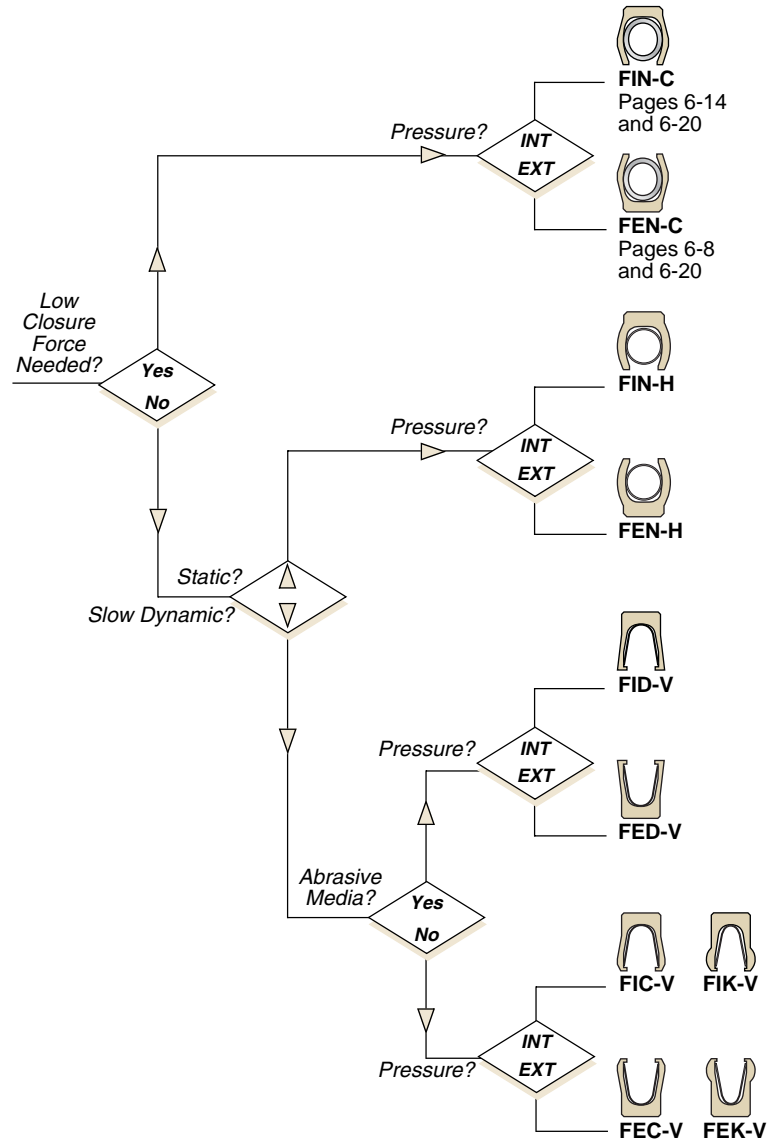 FIN-C
Pages 6-14
and 6-20
Pressure?
INT
EXT
FEN-C
Pages 6-8
and 6-20
Low
Closure
Force
Needed?
Yes
No
FIN-H
Pressure?
INT
EXT
FEN-H
Static?
Slow Dynamic?
FID-V
Pressure?
INT
EXT
FED-V
Abrasive
Media?
Yes
No
FIC-V FIK-V
INT
EXT
Pressure?
FEC-V FEK-V